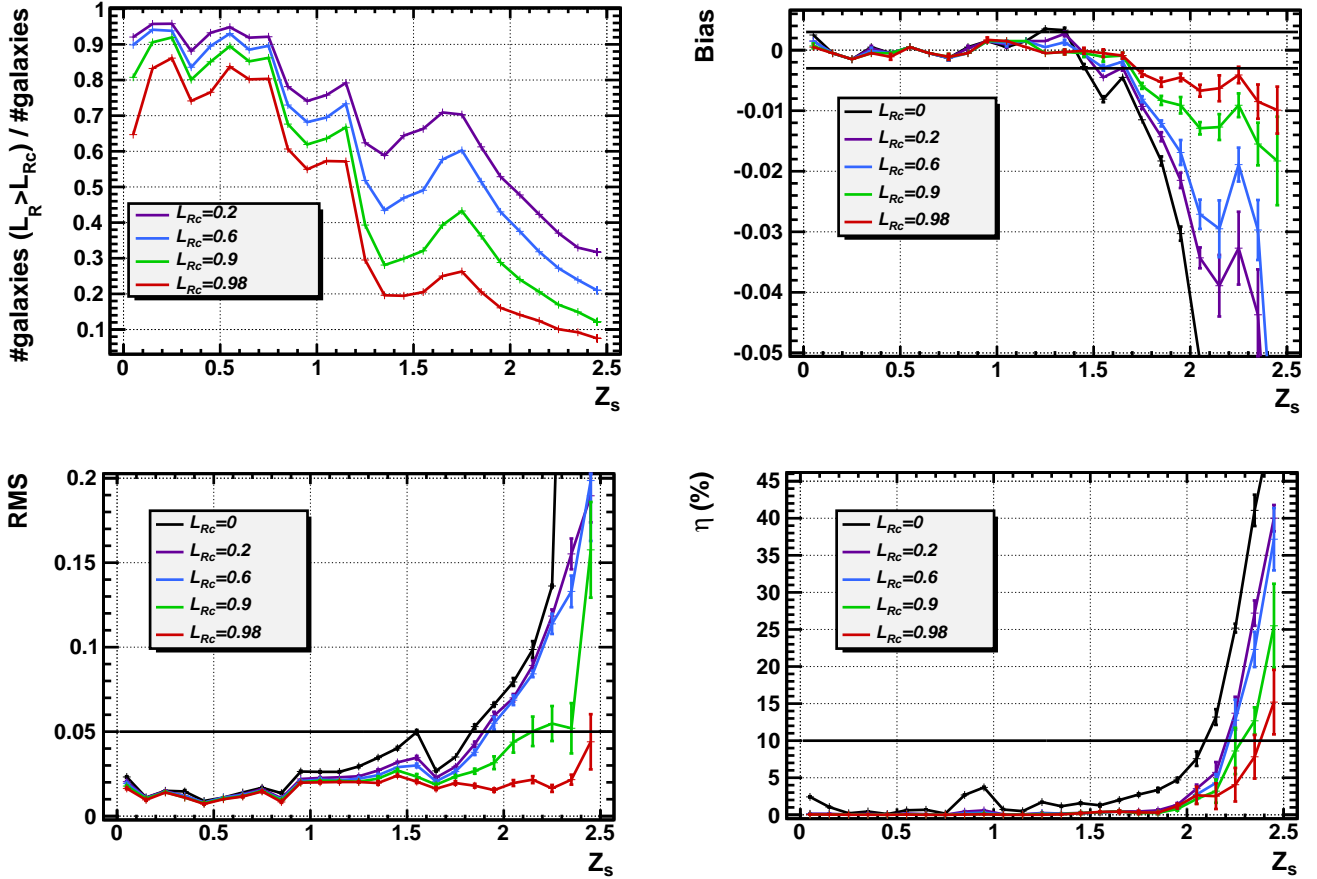 #galaxies (L_R>L_Rc) / #galaxies
1
0.9
0.8
0.7
0.6
0.5
0.4
0.3
0.2
0.1
L_Rc=0.2
L_Rc=0.6
L_Rc=0.9
L_Rc=0.98
0 0.5 1 1.5 2 2.5
Z_s
Bias
0
-0.01
-0.02
-0.03
-0.04
-0.05
L_Rc=0
L_Rc=0.2
L_Rc=0.6
L_Rc=0.9
L_Rc=0.98
0 0.5 1 1.5 2 2.5
Z_s
RMS
0.2
0.15
0.1
0.05
0
L_Rc=0
L_Rc=0.2
L_Rc=0.6
L_Rc=0.9
L_Rc=0.98
0 0.5 1 1.5 2 2.5
Z_s
η (%)
45
40
35
30
25
20
15
10
5
0
L_Rc=0
L_Rc=0.2
L_Rc=0.6
L_Rc=0.9
L_Rc=0.98
0 0.5 1 1.5 2 2.5
Z_s